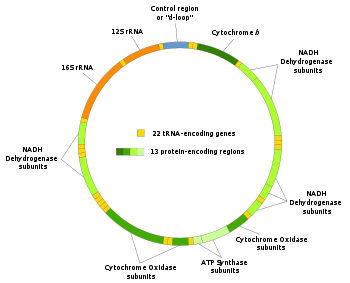 Control region
or "d-loop"
12S rRNA
Cytochrome b
16S rRNA
NADH
Dehydrogenase
subunits
22 tRNA-encoding genes
13 protein-encoding regions
NADH
Dehydrogenase
subunits
NADH
Dehydrogenase
subunits
Cytochrome Oxidase
subunits
ATP Synthase
subunits
Cytochrome Oxidase
subunits